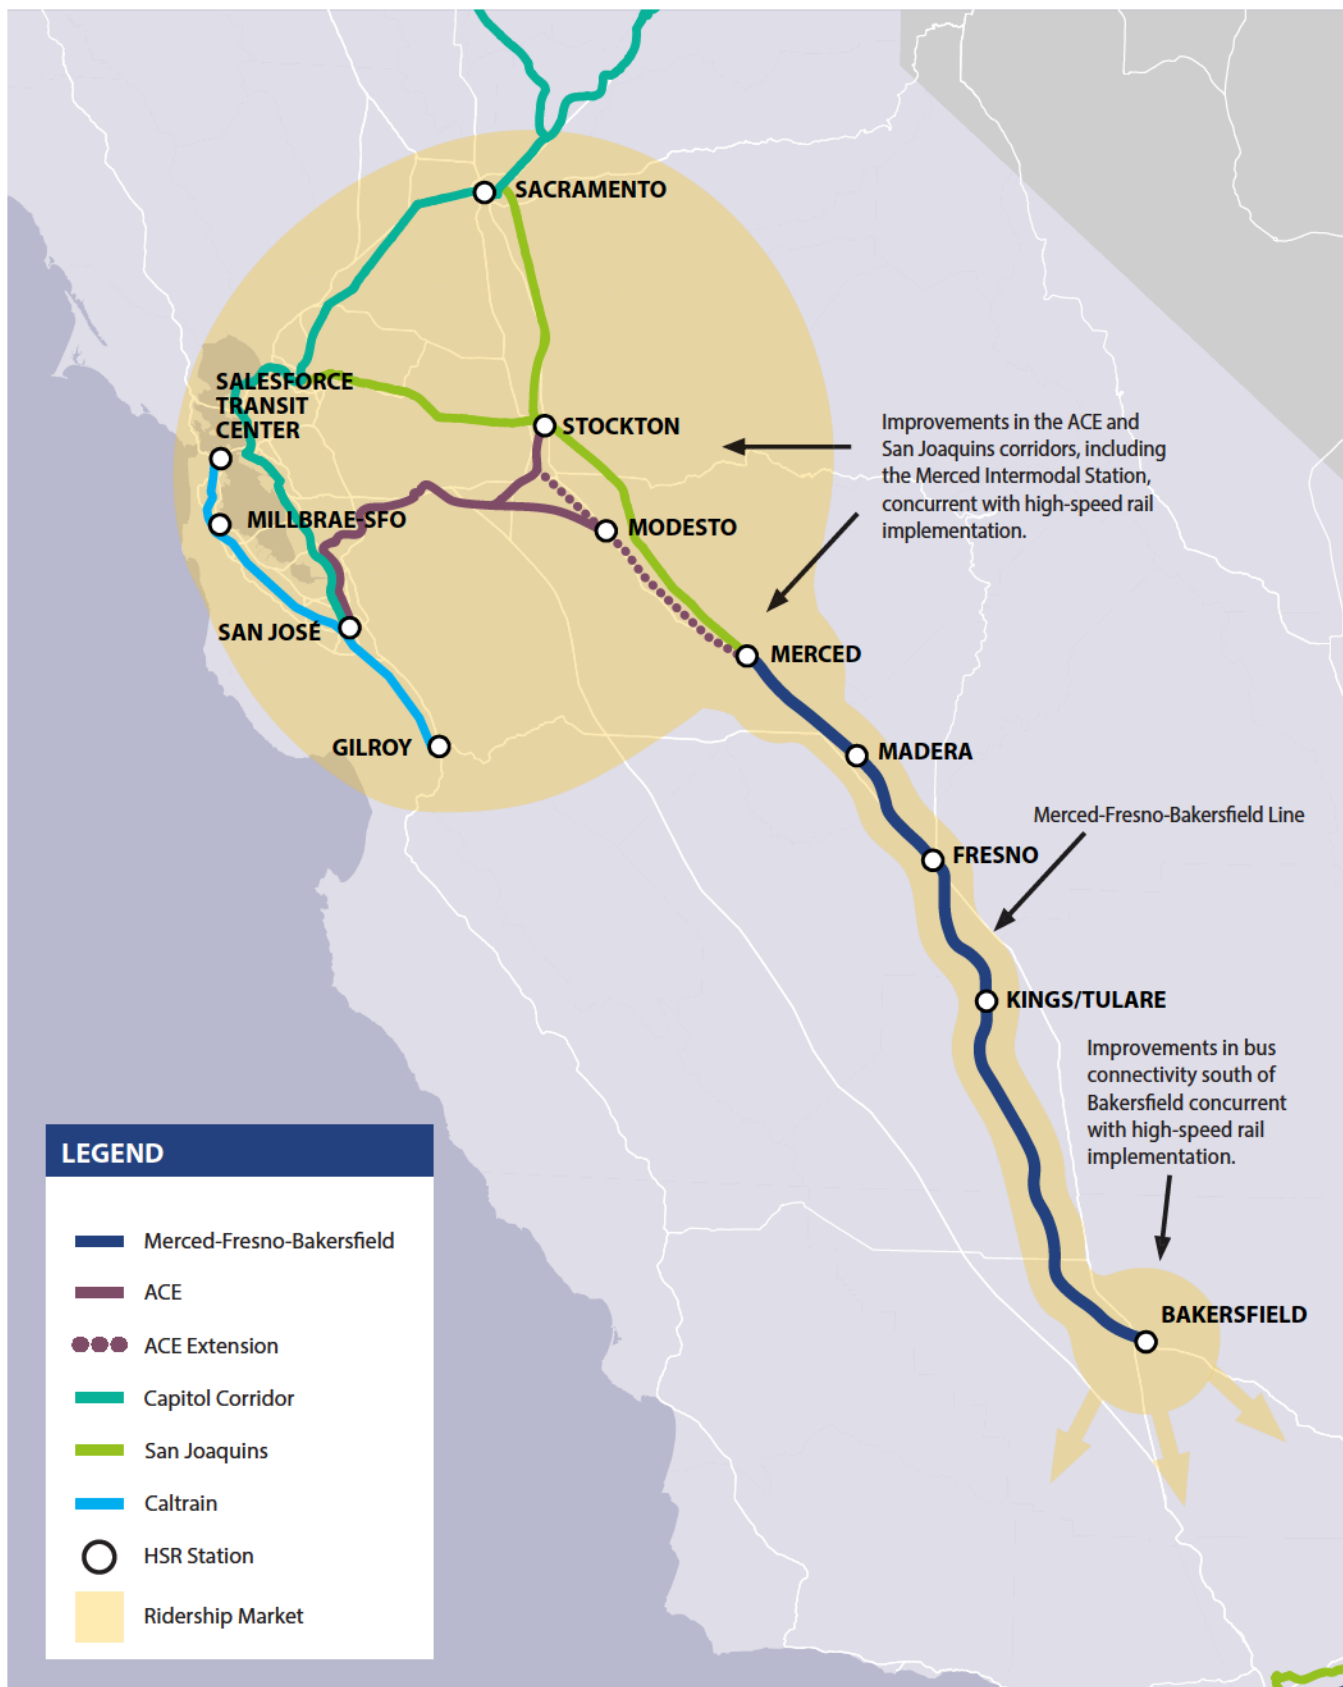 SACRAMENTO
SALESFORCE
TRANSIT
CENTER
STOCKTON
Improvements in the ACE and
San Joaquins corridors, including
the Merced Intermodal Station,
concurrent with high-speed rail
implementation.
MILLBRAE-SFO
MODESTO
SAN JOSÉ
MERCED
GILROY
MADERA
Merced-Fresno-Bakersfield Line
FRESNO
KINGS/TULARE
Improvements in bus
connectivity south of
Bakersfield concurrent
with high-speed rail
implementation.
BAKERSFIELD
LEGEND
Merced-Fresno-Bakersfield
ACE
ACE Extension
Capitol Corridor
San Joaquins
Caltrain
HSR Station
Ridership Market